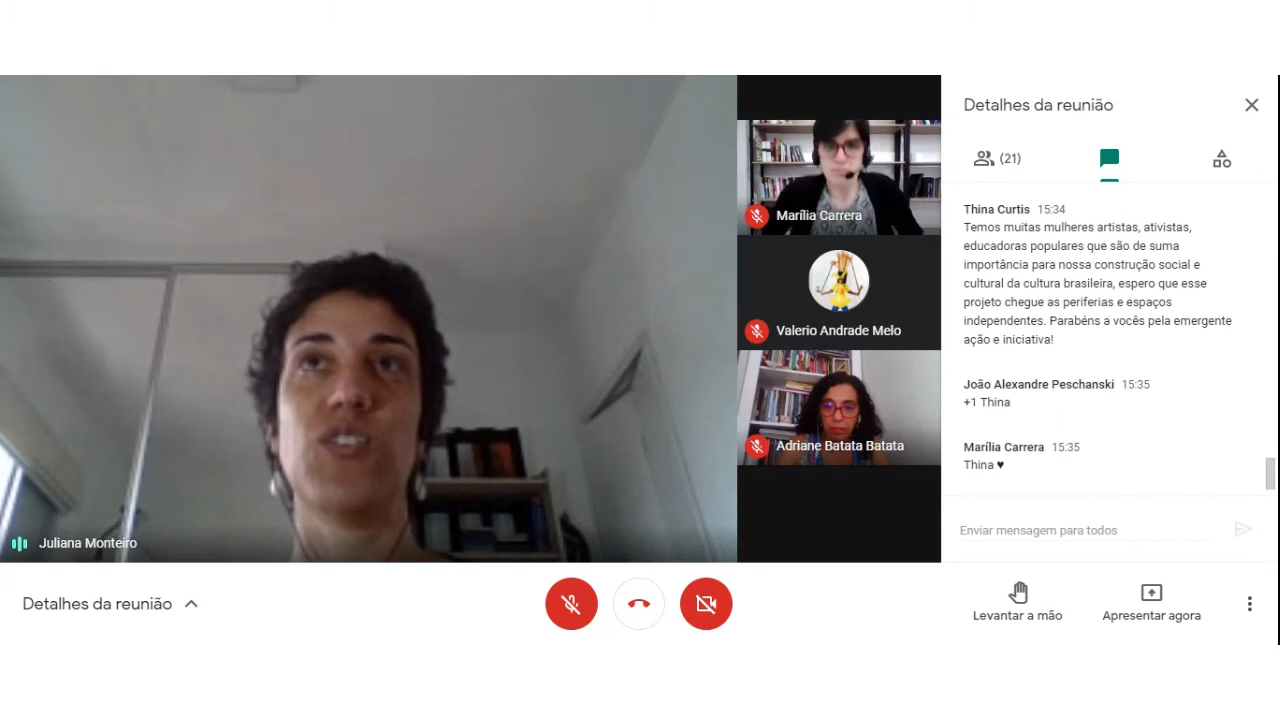 Juliana Monteiro
Marília Carrera
Valerio Andrade Melo
Adriane Batata Batata
Detalhes da reunião
(21)
Thina Curtis 15:34
Temos muitas mulheres artistas, ativistas,
educadoras populares que são de suma
importância para nossa construção social e
cultural da cultura brasileira, espero que esse
projeto chegue as periferias e espaços
independentes. Parabéns a vocês pela emergente
ação e iniciativa!
João Alexandre Peschanski 15:35
+1 Thina
Marília Carrera 15:35
Thina ♥
Enviar mensagem para todos
Detalhes da reunião
Levantar a mão
Apresentar agora